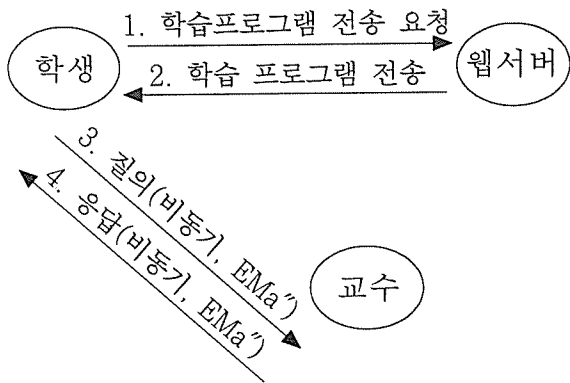 1. 학습프로그램 전송 요청
학생
웹서버
2. 학습 프로그램 전송
3. 질의(비동기, EMa″)
4. 응답(비동기, EMa″)
교수